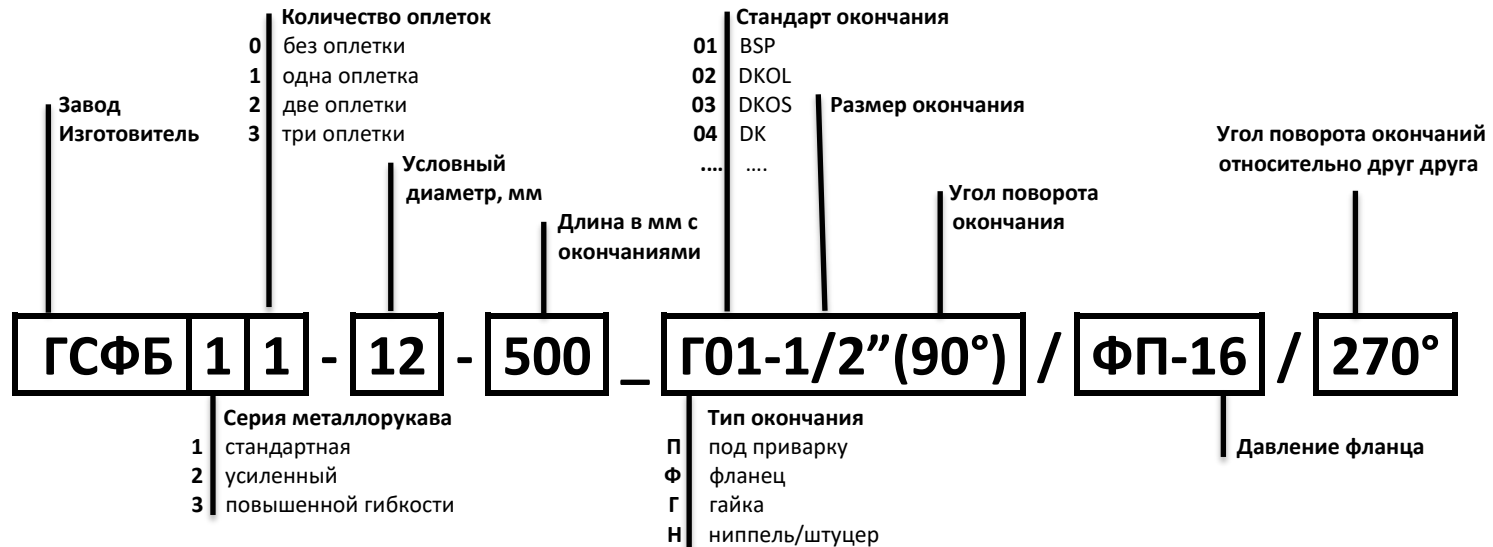 Количество оплеток
0 без оплетки
1 одна оплетка
2 две оплетки
3 три оплетки
Стандарт окончания
01 BSP
02 DKOL
03 DKOS
04 DK
.... ....
Завод
Изготовитель
Размер окончания
Угол поворота окончаний
относительно друг друга
Условный
диаметр, мм
Угол поворота
окончания
Длина в мм с
окончаниями
ГСФБ 1 1 - 12 - 500 _ Г01-1/2”(90°) / ФП-16 / 270°
Серия металлорукава
1 стандартная
2 усиленный
3 повышенной гибкости
Тип окончания
П под приварку
Ф фланец
Г гайка
Н ниппель/штуцер
Давление фланца